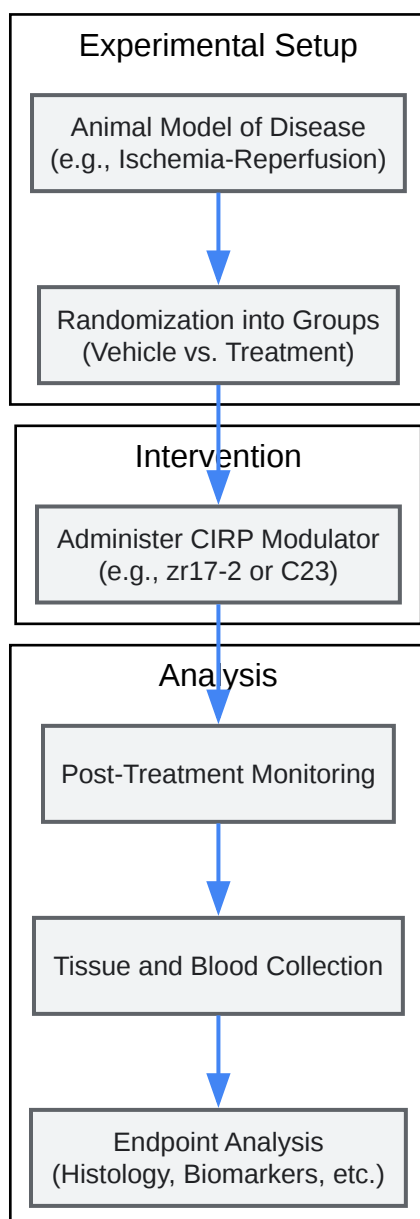 Experimental Setup
Animal Model of Disease
(e.g., Ischemia-Reperfusion)
Randomization into Groups
(Vehicle vs. Treatment)
Intervention
Administer CIRP Modulator
(e.g., zr17-2 or C23)
Analysis
Post-Treatment Monitoring
Tissue and Blood Collection
Endpoint Analysis
(Histology, Biomarkers, etc.)